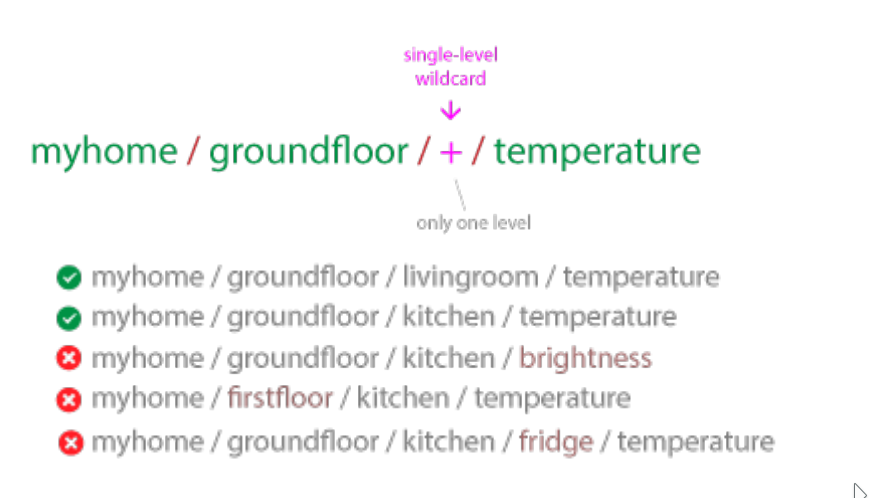 single-level
wildcard
myhome / groundfloor / + / temperature
only one level
myhome / groundfloor / livingroom / temperature
myhome / groundfloor / kitchen / temperature
myhome / groundfloor / kitchen / brightness
myhome / firstfloor / kitchen / temperature
myhome / groundfloor / kitchen / fridge / temperature